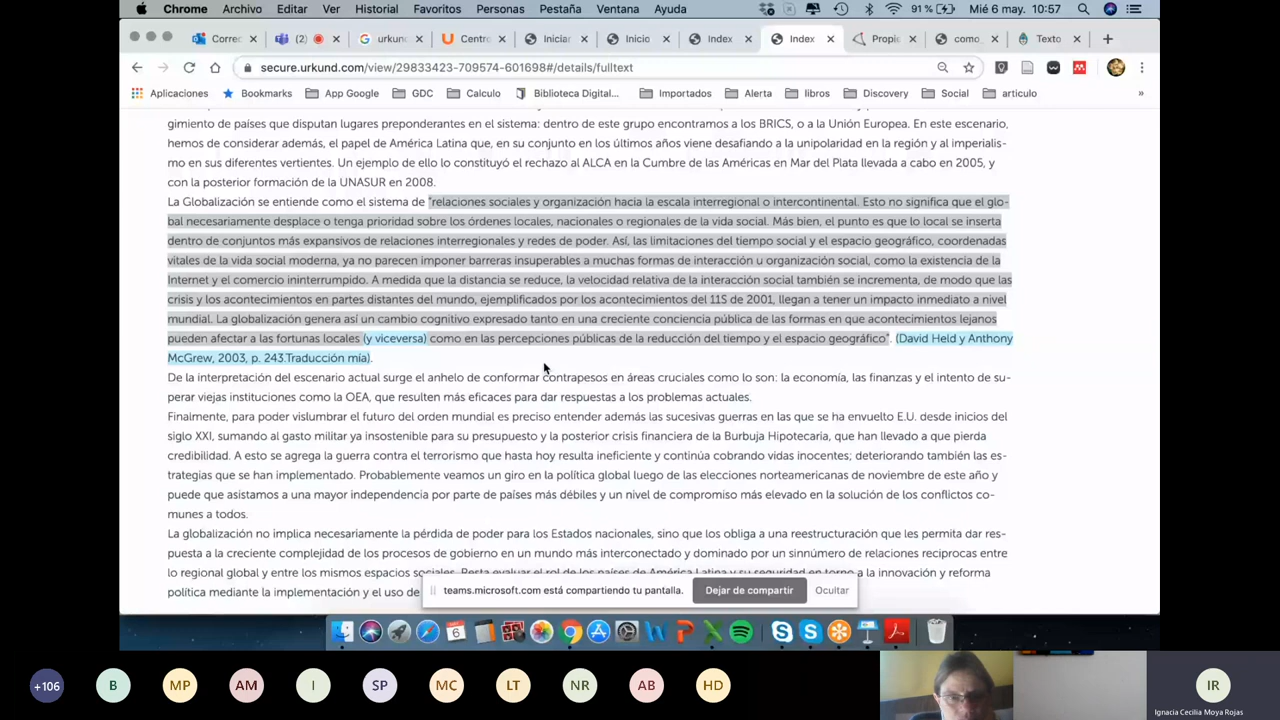 Chrome Archivo Editar Ver Historial Favoritos Personas Pestaña Ventana Ayuda 91 % Mié 6 may. 10:57
Correc (2) urkun Centro Iniciar Inicio Index Index Propie como_ Texto
secure.urkund.com/view/29833423-709574-601698#/details/fulltext
Aplicaciones Bookmarks App Google GDC Calculo Biblioteca Digital... Importados Alerta libros Discovery Social articulo »
gimiento de países que disputan lugares preponderantes en el sistema: dentro de este grupo encontramos a los BRICS, o a la Unión Europea. En este escenario,
hemos de considerar además, el papel de América Latina que, en su conjunto en los últimos años viene desafiando a la unipolaridad en la región y al imperialis-
mo en sus diferentes vertientes. Un ejemplo de ello lo constituyó el rechazo al ALCA en la Cumbre de las Américas en Mar del Plata llevada a cabo en 2005, y
con la posterior formación de la UNASUR en 2008.
La Globalización se entiende como el sistema de "relaciones sociales y organización hacia la escala interregional o intercontinental. Esto no significa que el glo-
bal necesariamente desplace o tenga prioridad sobre los órdenes locales, nacionales o regionales de la vida social. Más bien, el punto es que lo local se inserta
dentro de conjuntos más expansivos de relaciones interregionales y redes de poder. Así, las limitaciones del tiempo social y el espacio geográfico, coordenadas
vitales de la vida social moderna, ya no parecen imponer barreras insuperables a muchas formas de interacción u organización social, como la existencia de la
Internet y el comercio ininterrumpido. A medida que la distancia se reduce, la velocidad relativa de la interacción social también se incrementa, de modo que las
crisis y los acontecimientos en partes distantes del mundo, ejemplificados por los acontecimientos del 11S de 2001, llegan a tener un impacto inmediato a nivel
mundial. La globalización genera así un cambio cognitivo expresado tanto en una creciente conciencia pública de las formas en que acontecimientos lejanos
pueden afectar a las fortunas locales (y viceversa) como en las percepciones públicas de la reducción del tiempo y el espacio geográfico". (David Held y Anthony
McGrew, 2003, p. 243.Traducción mía).
De la interpretación del escenario actual surge el anhelo de conformar contrapesos en áreas cruciales como lo son: la economía, las finanzas y el intento de su-
perar viejas instituciones como la OEA, que resulten más eficaces para dar respuestas a los problemas actuales.
Finalmente, para poder vislumbrar el futuro del orden mundial es preciso entender además las sucesivas guerras en las que se ha envuelto E.U. desde inicios del
siglo XXI, sumando al gasto militar ya insostenible para su presupuesto y la posterior crisis financiera de la Burbuja Hipotecaria, que han llevado a que pierda
credibilidad. A esto se agrega la guerra contra el terrorismo que hasta hoy resulta ineficiente y continúa cobrando vidas inocentes; deteriorando también las es-
trategias que se han implementado. Probablemente veamos un giro en la política global luego de las elecciones norteamericanas de noviembre de este año y
puede que asistamos a una mayor independencia por parte de países más débiles y un nivel de compromiso más elevado en la solución de los conflictos co-
munes a todos.
La globalización no implica necesariamente la pérdida de poder para los Estados nacionales, sino que los obliga a una reestructuración que les permita dar res-
puesta a la creciente complejidad de los procesos de gobierno en un mundo más interconectado y dominado por un sinnúmero de relaciones reciprocas entre
lo regional global y entre los mismos espacios sociales. Resta evaluar el rol de los países de América Latina y su seguridad en torno a la innovación y reforma
política mediante la implementación y el uso de
teams.microsoft.com está compartiendo tu pantalla. Dejar de compartir Ocultar
6
+106 B MP AM I SP MC LT NR AB HD IR
Ignacia Cecilia Moya Rojas